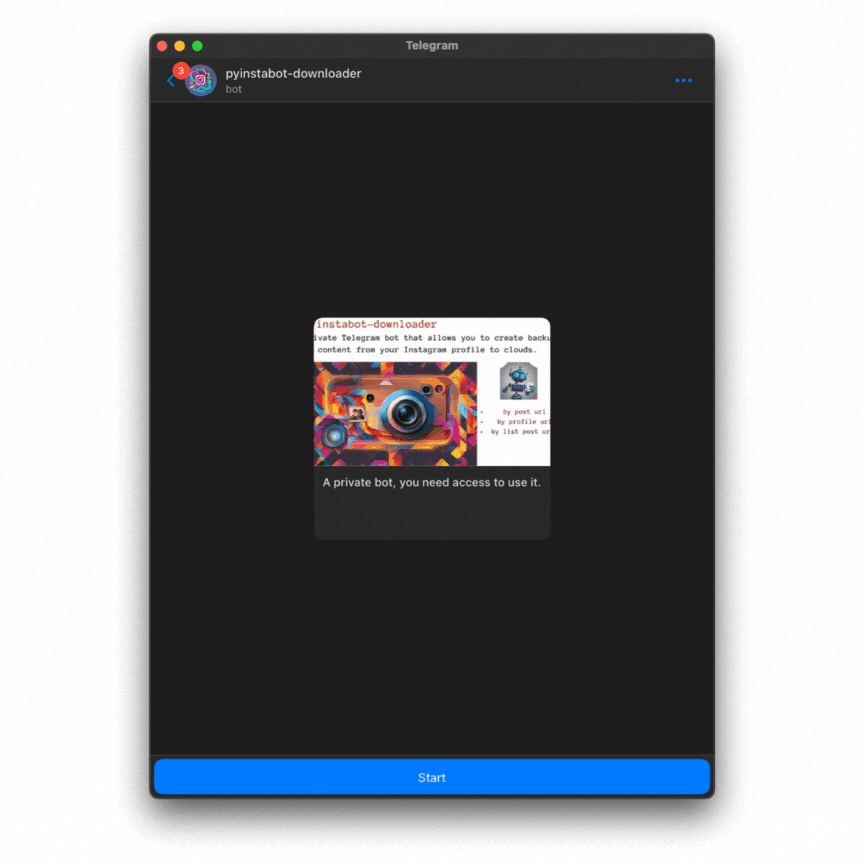 Telegram
3
pyinstabot-downloader
bot
instabot-downloader
ivate Telegram bot that allows you to create backu
content from your Instagram profile to clouds.
• by post url
• by profile url
• by list post ur
A private bot, you need access to use it.
Start